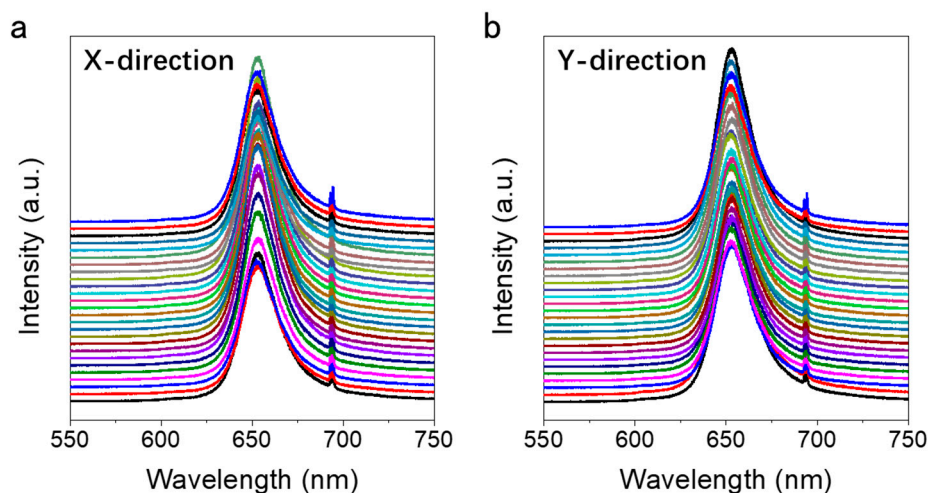 a
X-direction
Intensity (a.u.)
550 600 650 700 750
Wavelength (nm)
b
Y-direction
Intensity (a.u.)
550 600 650 700 750
Wavelength (nm)